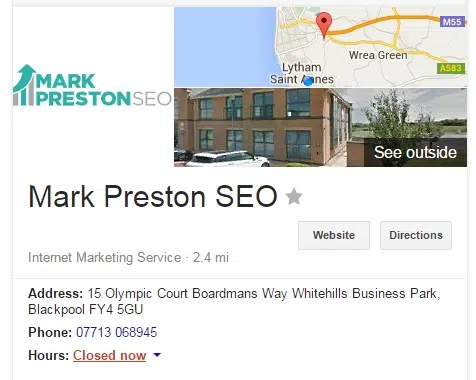 M55
Wrea Green
Lytham
Saint Annes
A583
MARK
PRESTONSEO
See outside
Mark Preston SEO
Website
Directions
Internet Marketing Service · 2.4 mi
Address: 15 Olympic Court Boardmans Way Whitehills Business Park,
Blackpool FY4 5GU
Phone: 07713 068945
Hours: Closed now